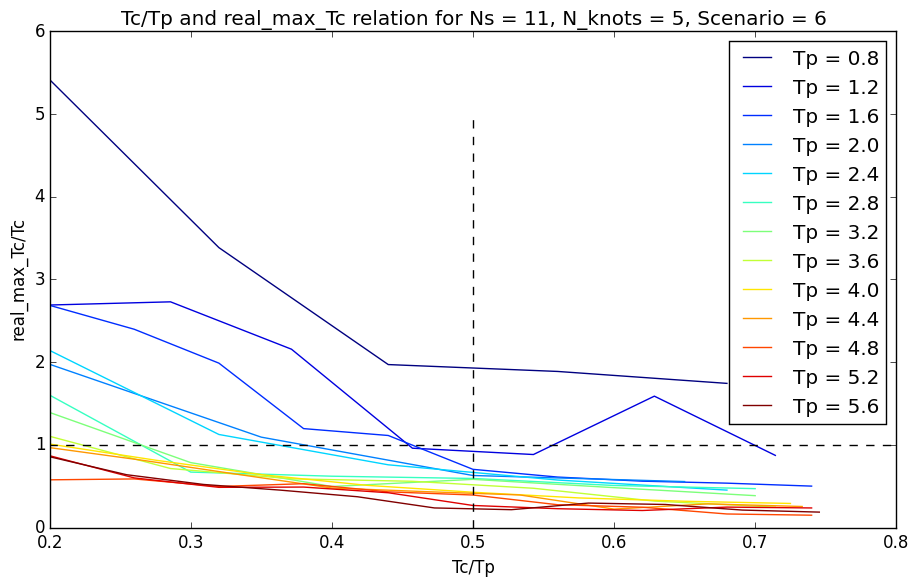 Tc/Tp and real_max_Tc relation for Ns = 11, N_knots = 5, Scenario = 6
6
5
4
3
2
1
0
real_max_Tc/Tc
Tp = 0.8
Tp = 1.2
Tp = 1.6
Tp = 2.0
Tp = 2.4
Tp = 2.8
Tp = 3.2
Tp = 3.6
Tp = 4.0
Tp = 4.4
Tp = 4.8
Tp = 5.2
Tp = 5.6
0.2 0.3 0.4 0.5 0.6 0.7 0.8
Tc/Tp